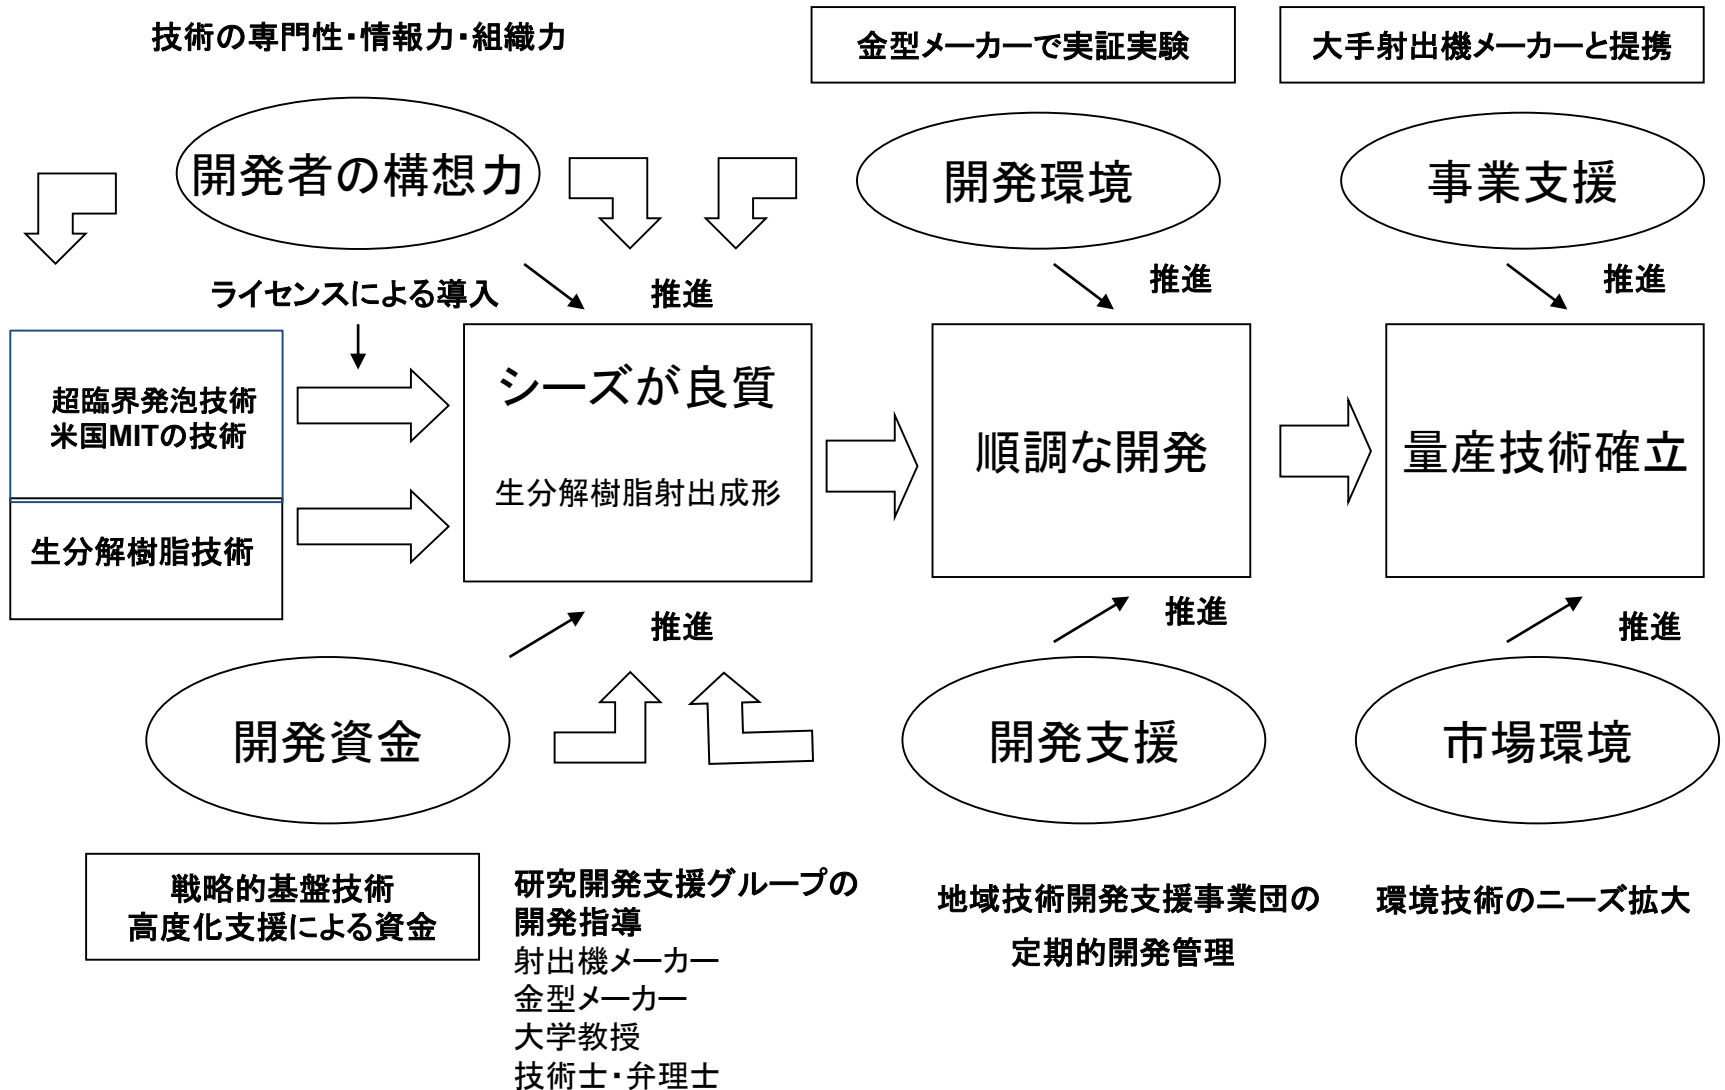 技術の専門性・情報力・組織力
金型メーカーで実証実験
大手射出機メーカーと提携
開発者の構想力
開発環境
事業支援
ライセンスによる導入
推進
推進
推進
超臨界発泡技術
米国MITの技術
生分解樹脂技術
シーズが良質
生分解樹脂射出成形
順調な開発
量産技術確立
推進
推進
推進
開発資金
開発支援
市場環境
戦略的基盤技術
高度化支援による資金
研究開発支援グループの
開発指導
射出機メーカー
金型メーカー
大学教授
技術士・弁理士
地域技術開発支援事業団の
定期的開発管理
環境技術のニーズ拡大